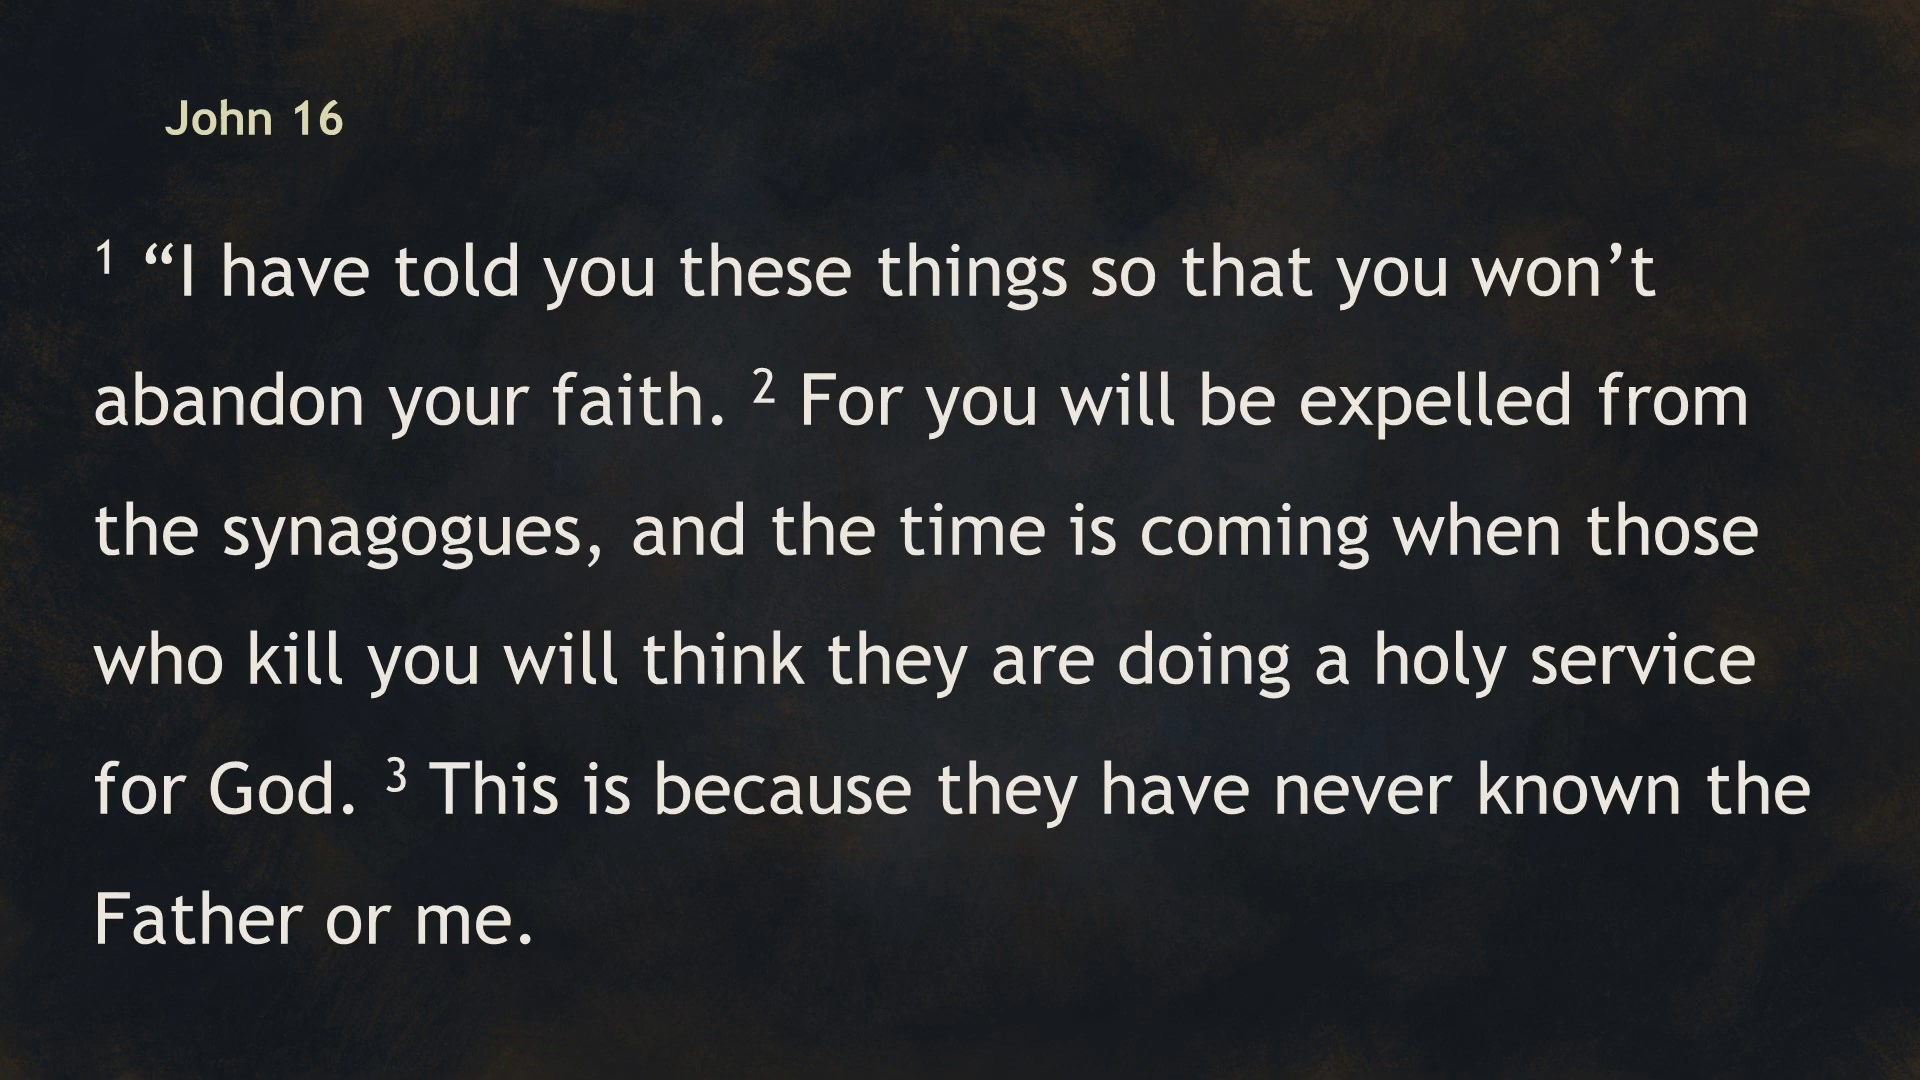 John 16
1 “I have told you these things so that you won’t
abandon your faith. 2 For you will be expelled from
the synagogues, and the time is coming when those
who kill you will think they are doing a holy service
for God. 3 This is because they have never known the
Father or me.